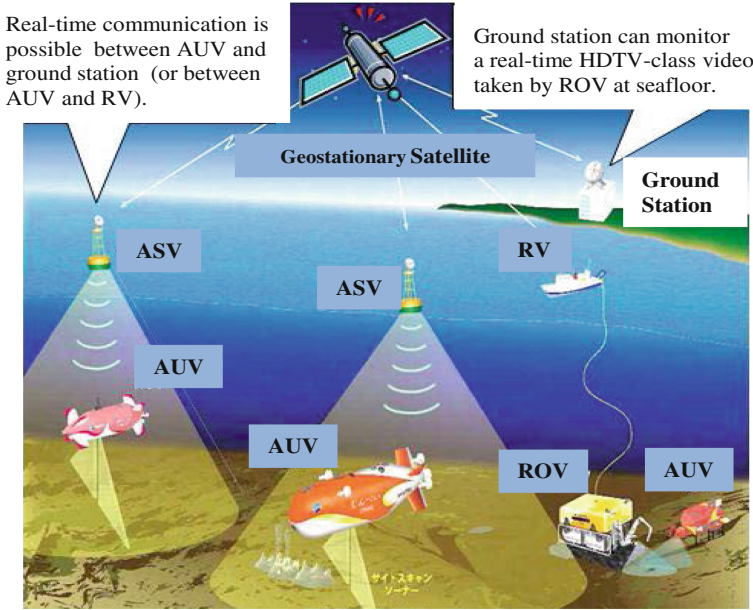 Real-time communication is
possible between AUV and
ground station (or between
AUV and RV).
Ground station can monitor
a real-time HDTV-class video
taken by ROV at seafloor.
Geostationary Satellite
Ground
Station
ASV
RV
ASV
AUV
AUV
ROV
AUV
サイドスキャン
ソーナー